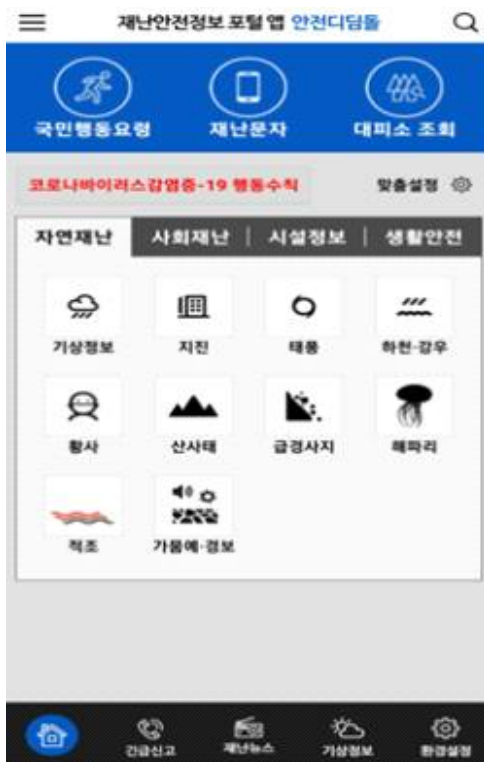 재난안전정보 포털 앱 안전디딤돌
국민행동요령 재난문자 대피소 조회
코로나바이러스감염증-19 행동수칙 맞춤설정
자연재난 사회재난 시설정보 생활안전
기상정보 지진 태풍 하천·강우
황사 산사태 급경사지 해파리
적조 가뭄예·경보
긴급신고 재난뉴스 기상정보 환경설정